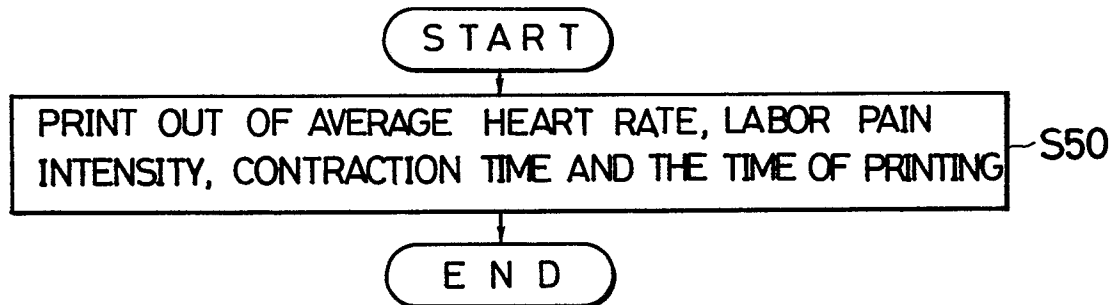 START
PRINT OUT OF AVERAGE HEART RATE, LABOR PAIN
INTENSITY, CONTRACTION TIME AND THE TIME OF PRINTING
S50
END